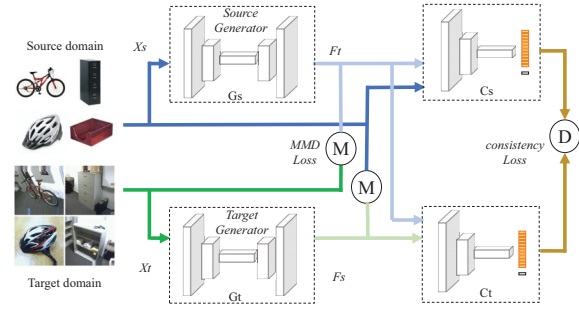 Source domain
Xs
Source
Generator
Gs
Ft
Cs
MMD
Loss
M
M
consistency
Loss
D
Target domain
Xt
Target
Generator
Gt
Fs
Ct